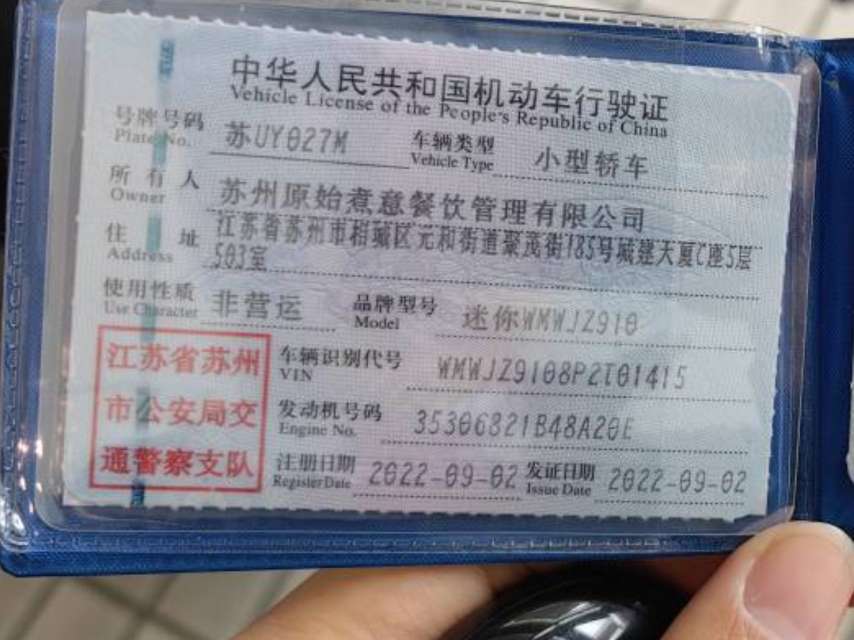 中华人民共和国机动车行驶证
Vehicle License of the People's Republic of China
号牌号码 苏UY027M 车辆类型 小型轿车
Plate No. Vehicle Type
所有人 苏州原始煮意餐饮管理有限公司
Owner
住址 江苏省苏州市相城区元和街道聚茂街185号城建大厦C座5层
Address 503室
使用性质 非营运 品牌型号 迷你WMWJZ910
Use Character Model
江苏省苏州
市公安局交
通警察支队
车辆识别代号 WMWJZ9108P2T01415
VIN
发动机号码 35306821B48A20E
Engine No.
注册日期 2022-09-02 发证日期 2022-09-02
Register Date Issue Date